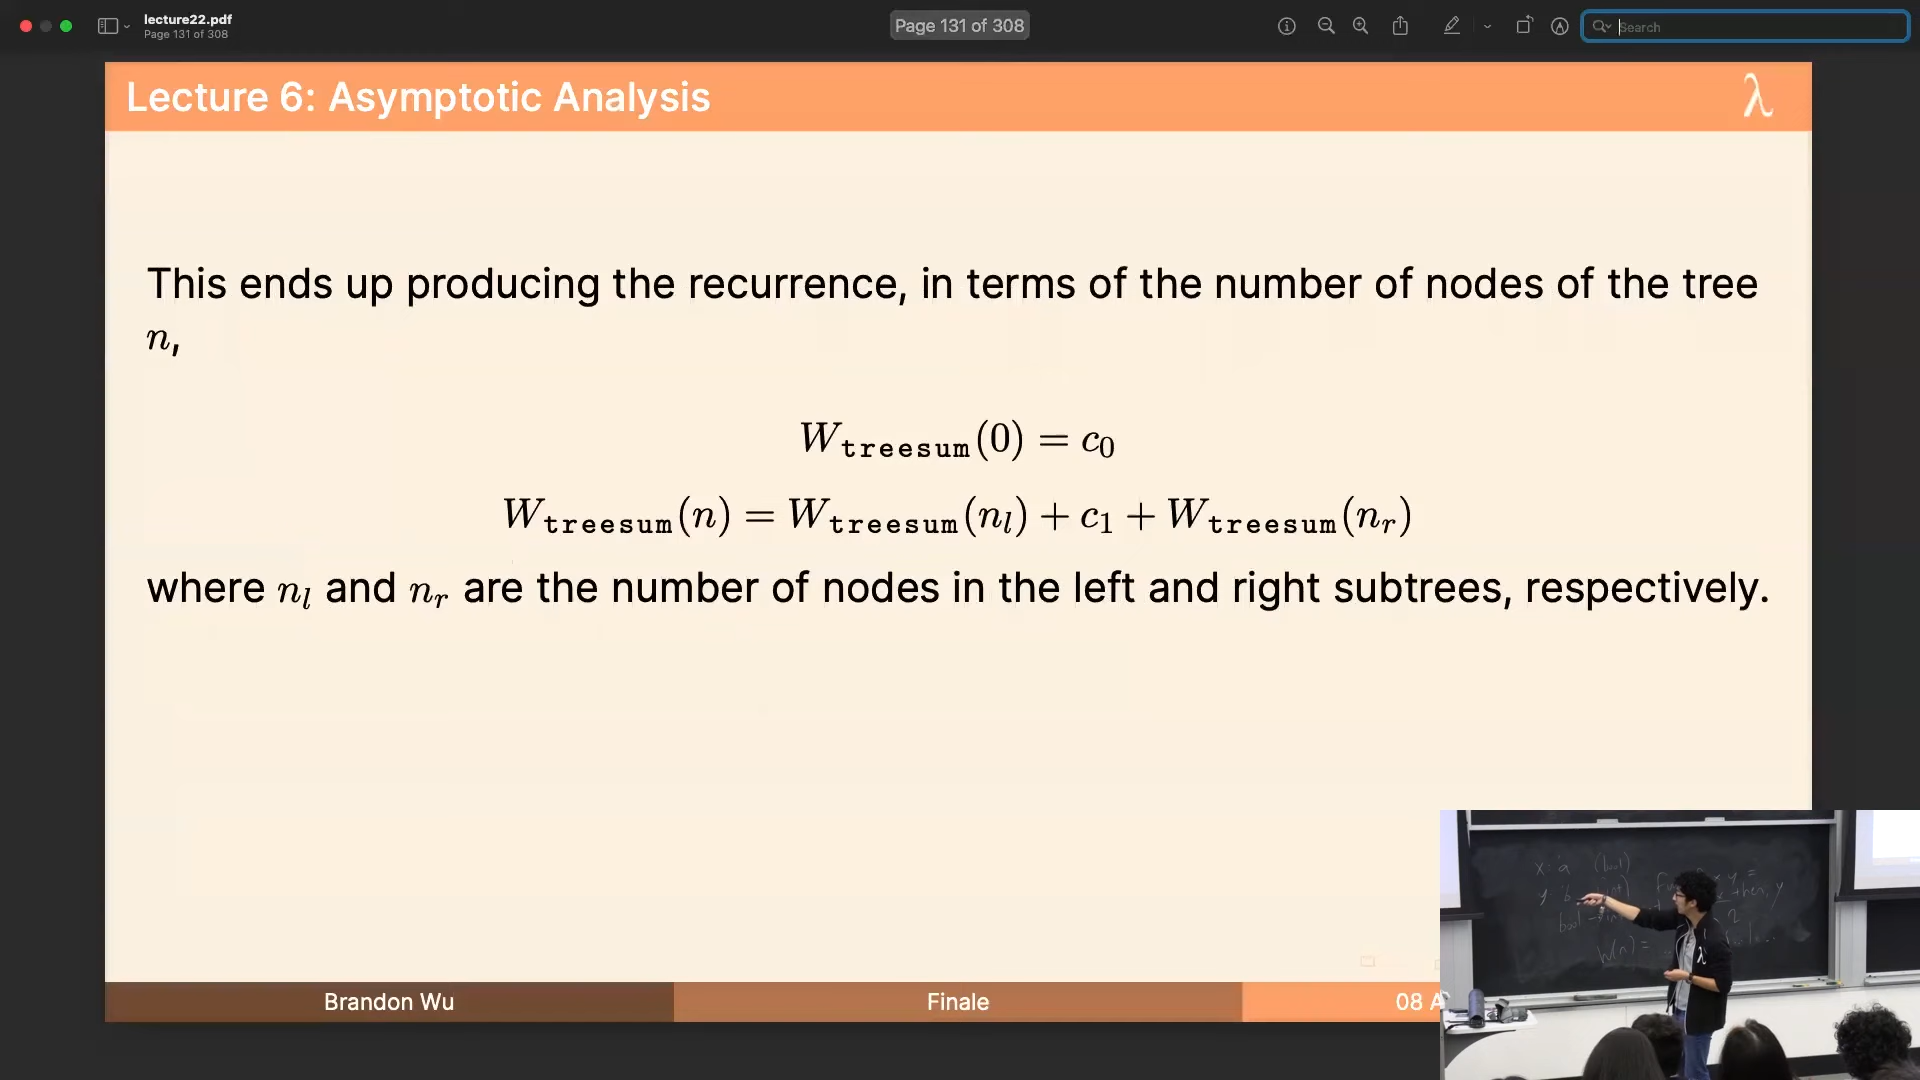 lecture22.pdf
Page 131 of 308
Page 131 of 308
Search
Lecture 6: Asymptotic Analysis λ
This ends up producing the recurrence, in terms of the number of nodes of the tree
n,
W_treesum(0) = c₀
W_treesum(n) = W_treesum(n_l) + c₁ + W_treesum(n_r)
where n_l and n_r are the number of nodes in the left and right subtrees, respectively.
Brandon Wu
Finale
08 A
x: 'a (bool)
W(n) =
λ